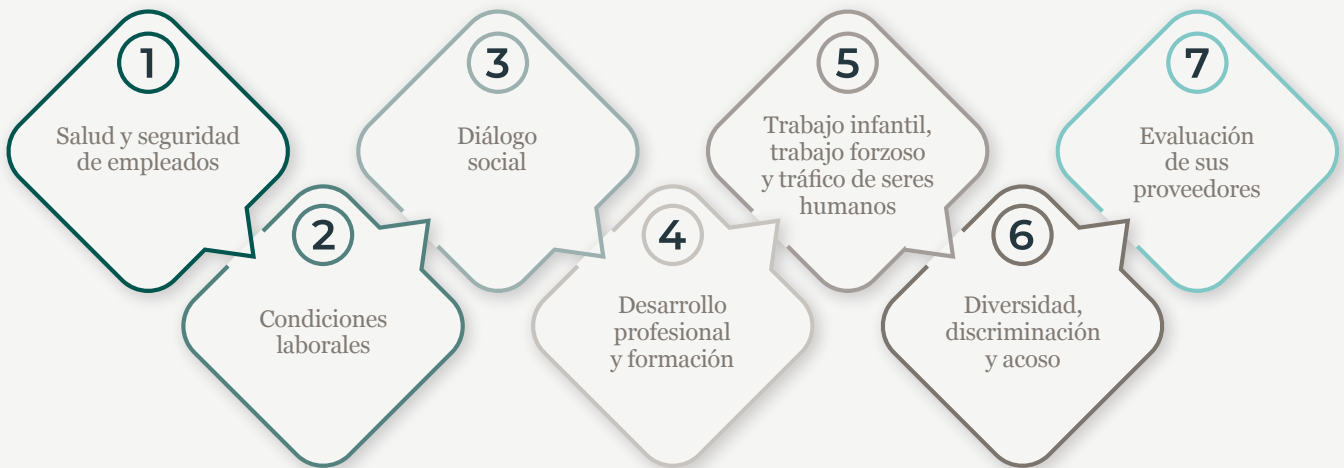 1
Salud y seguridad
de empleados
2
Condiciones
laborales
3
Diálogo
social
4
Desarrollo
profesional
y formación
5
Trabajo infantil,
trabajo forzoso
y tráfico de seres
humanos
6
Diversidad,
discriminación
y acoso
7
Evaluación
de sus
proveedores